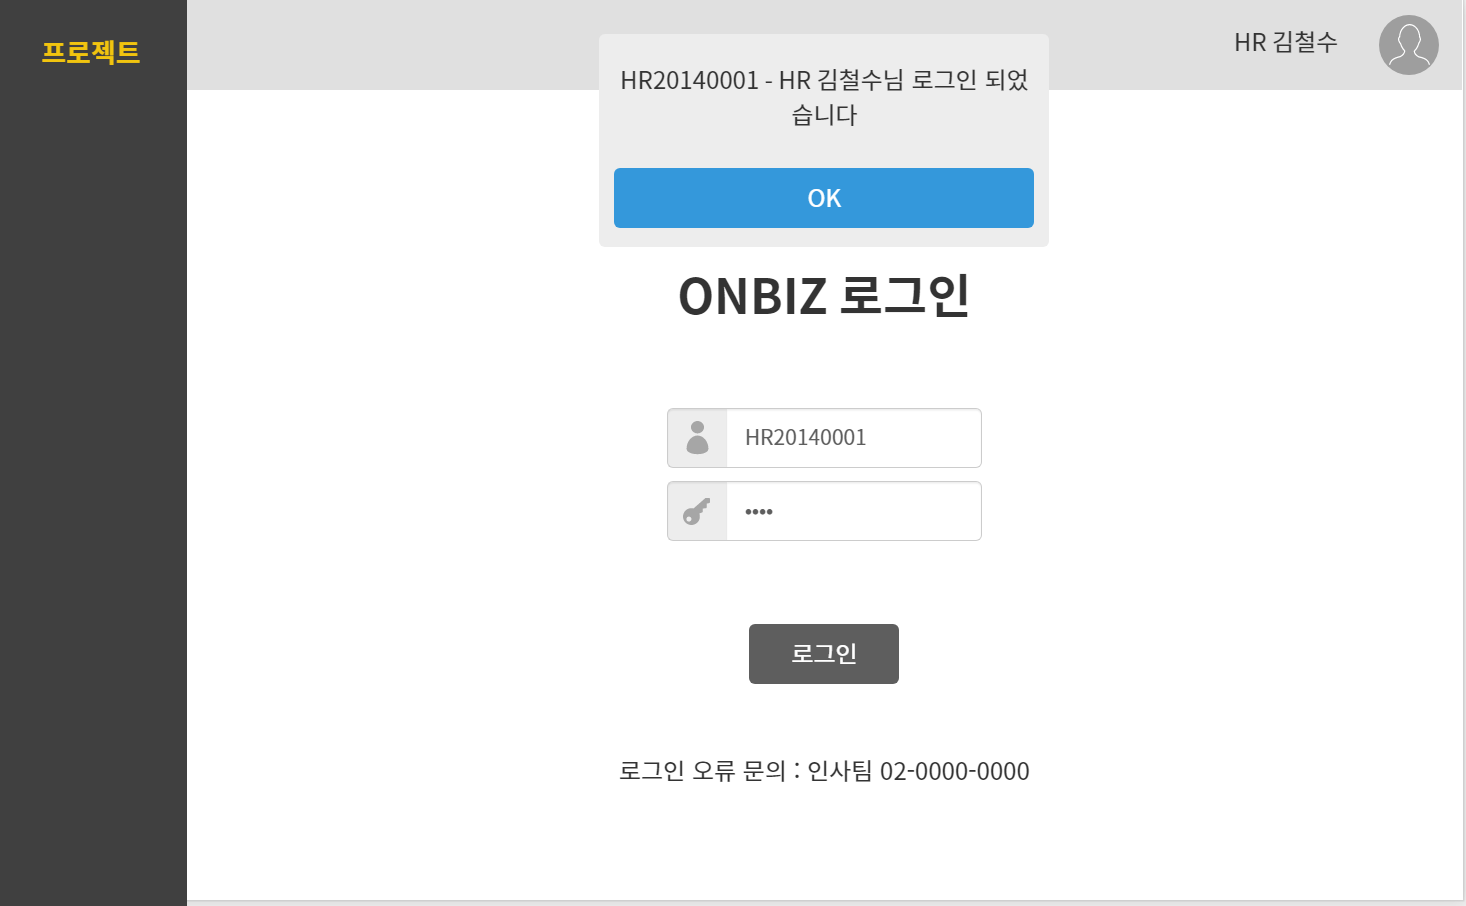 프로젝트
HR 김철수
HR20140001 - HR 김철수님 로그인 되었
습니다
OK
ONBIZ 로그인
HR20140001
••••
로그인
로그인 오류 문의 : 인사팀 02-0000-0000